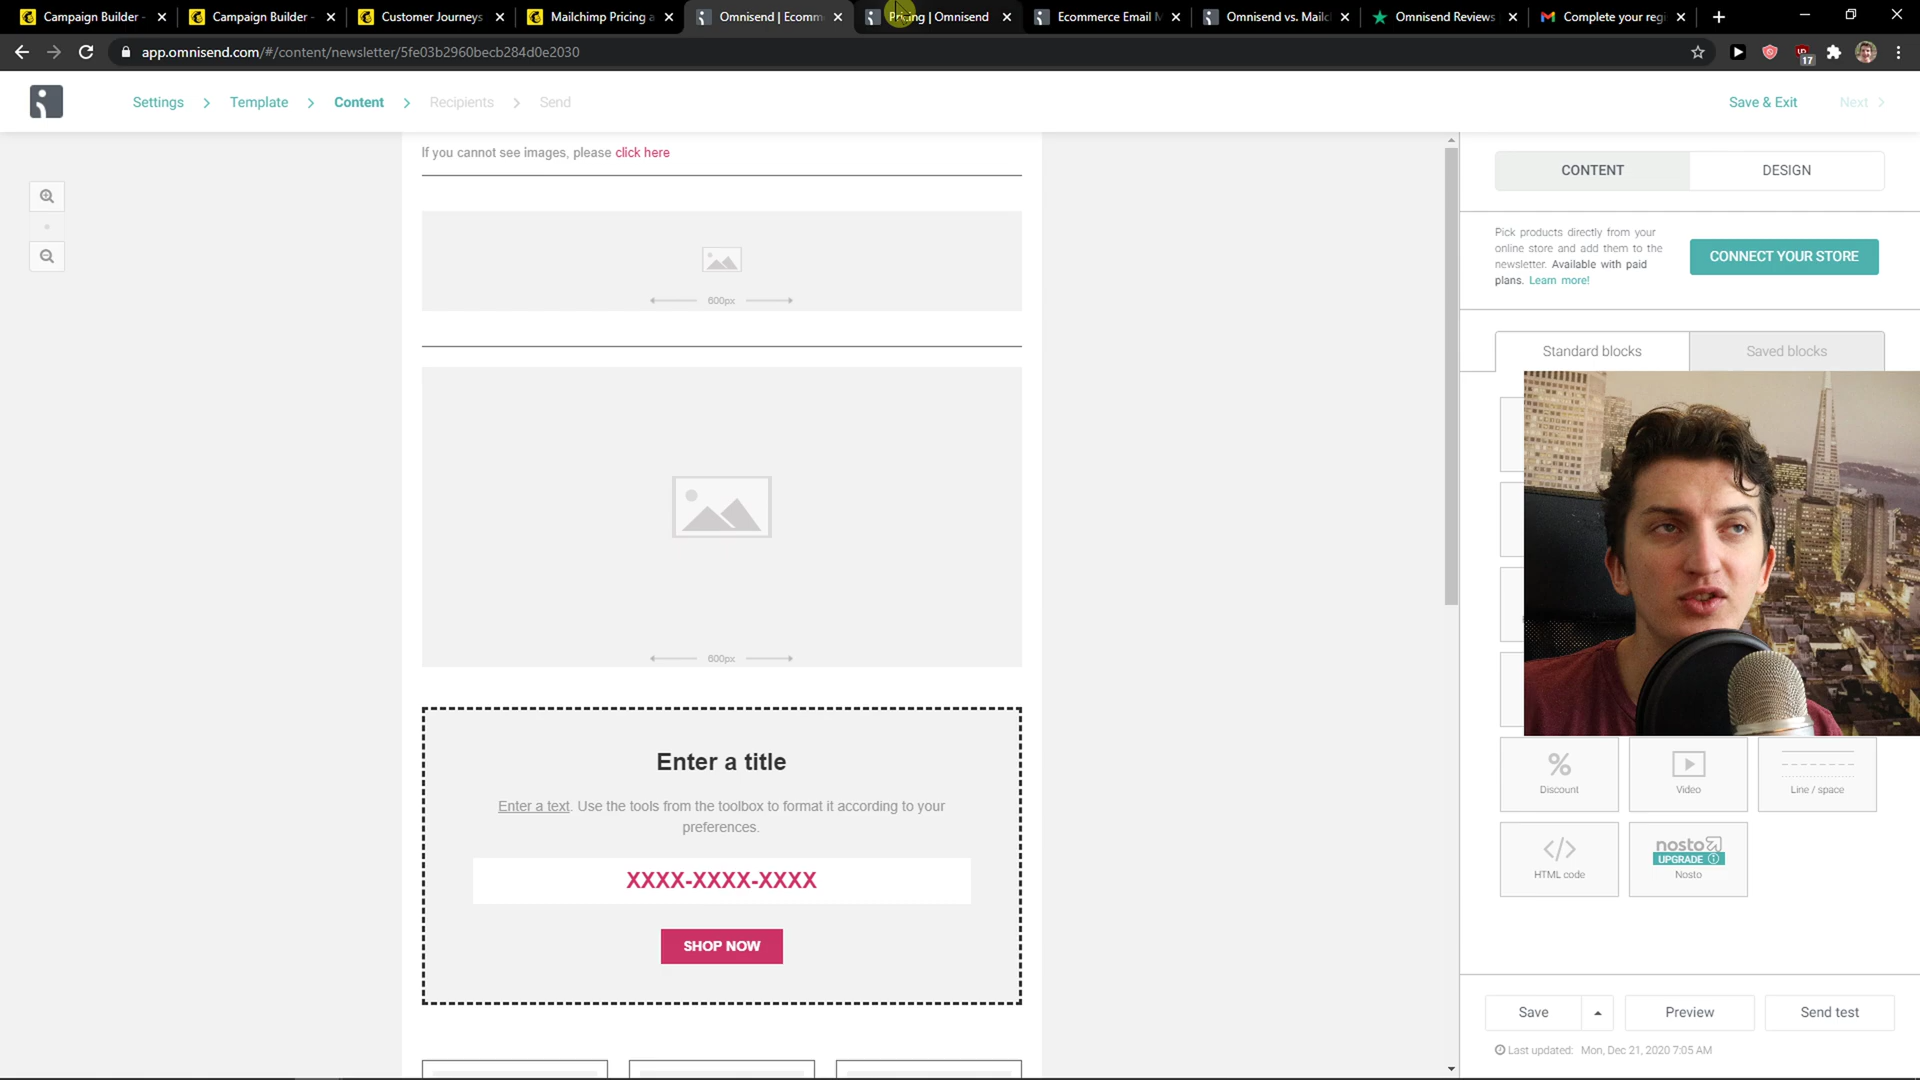 Campaign Builder -
Campaign Builder -
Customer Journeys
Mailchimp Pricing a
Omnisend | Ecomm
Pricing | Omnisend
Ecommerce Email M
Omnisend vs. Mailc
Omnisend Reviews
Complete your regi
app.omnisend.com/#/content/newsletter/5fe03b2960becb284d0e2030
17
Settings
Template
Content
Recipients
Send
Save & Exit
Next
If you cannot see images, please click here
600px
600px
Enter a title
Enter a text. Use the tools from the toolbox to format it according to your
preferences.
XXXX-XXXX-XXXX
SHOP NOW
CONTENT
DESIGN
Pick products directly from your
online store and add them to the
newsletter. Available with paid
plans. Learn more!
CONNECT YOUR STORE
Standard blocks
Saved blocks
Discount
Video
Line / space
HTML code
nosto
UPGRADE
Nosto
Save
Preview
Send test
Last updated: Mon, Dec 21, 2020 7:05 AM